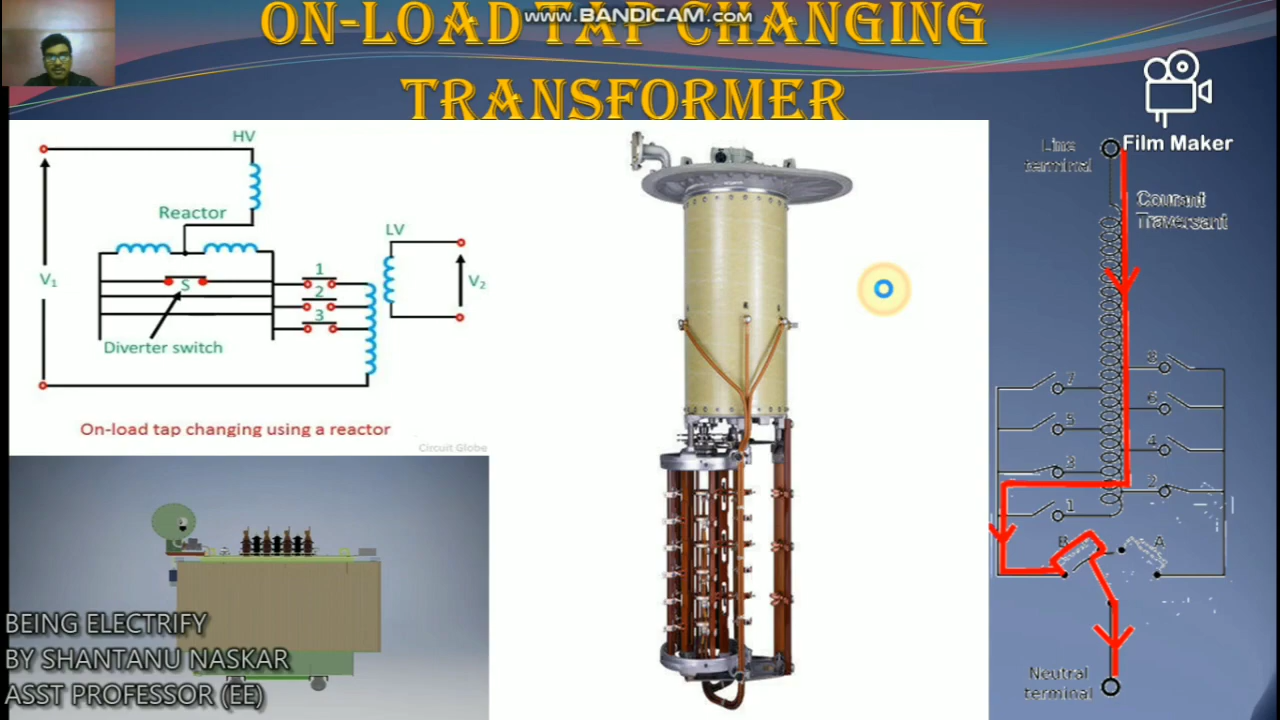 www.BANDICAM.com
ON-LOAD TAP CHANGING
TRANSFORMER
Film Maker
HV
Reactor
V₁
S
Diverter switch
1
2
3
LV
V₂
On-load tap changing using a reactor
Circuit Globe
BEING ELECTRIFY
BY SHANTANU NASKAR
ASST PROFESSOR (EE)
Line
terminal
Courant
Traversant
8
7
6
5
4
3
2
1
B
A
Neutral
terminal